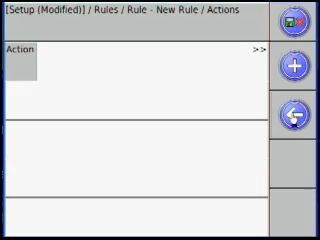 [Setup (Modified)] / Rules / Rule - New Rule / Actions
Action >>